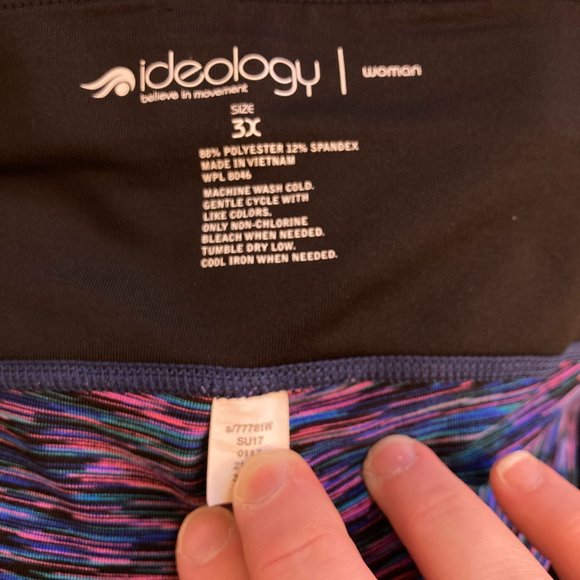 ideology | woman
believe in movement
SIZE
3X
88% POLYESTER 12% SPANDEX
MADE IN VIETNAM
WPL 8046
MACHINE WASH COLD.
GENTLE CYCLE WITH
LIKE COLORS.
ONLY NON-CHLORINE
BLEACH WHEN NEEDED.
TUMBLE DRY LOW.
COOL IRON WHEN NEEDED.
s/77781W
SU17